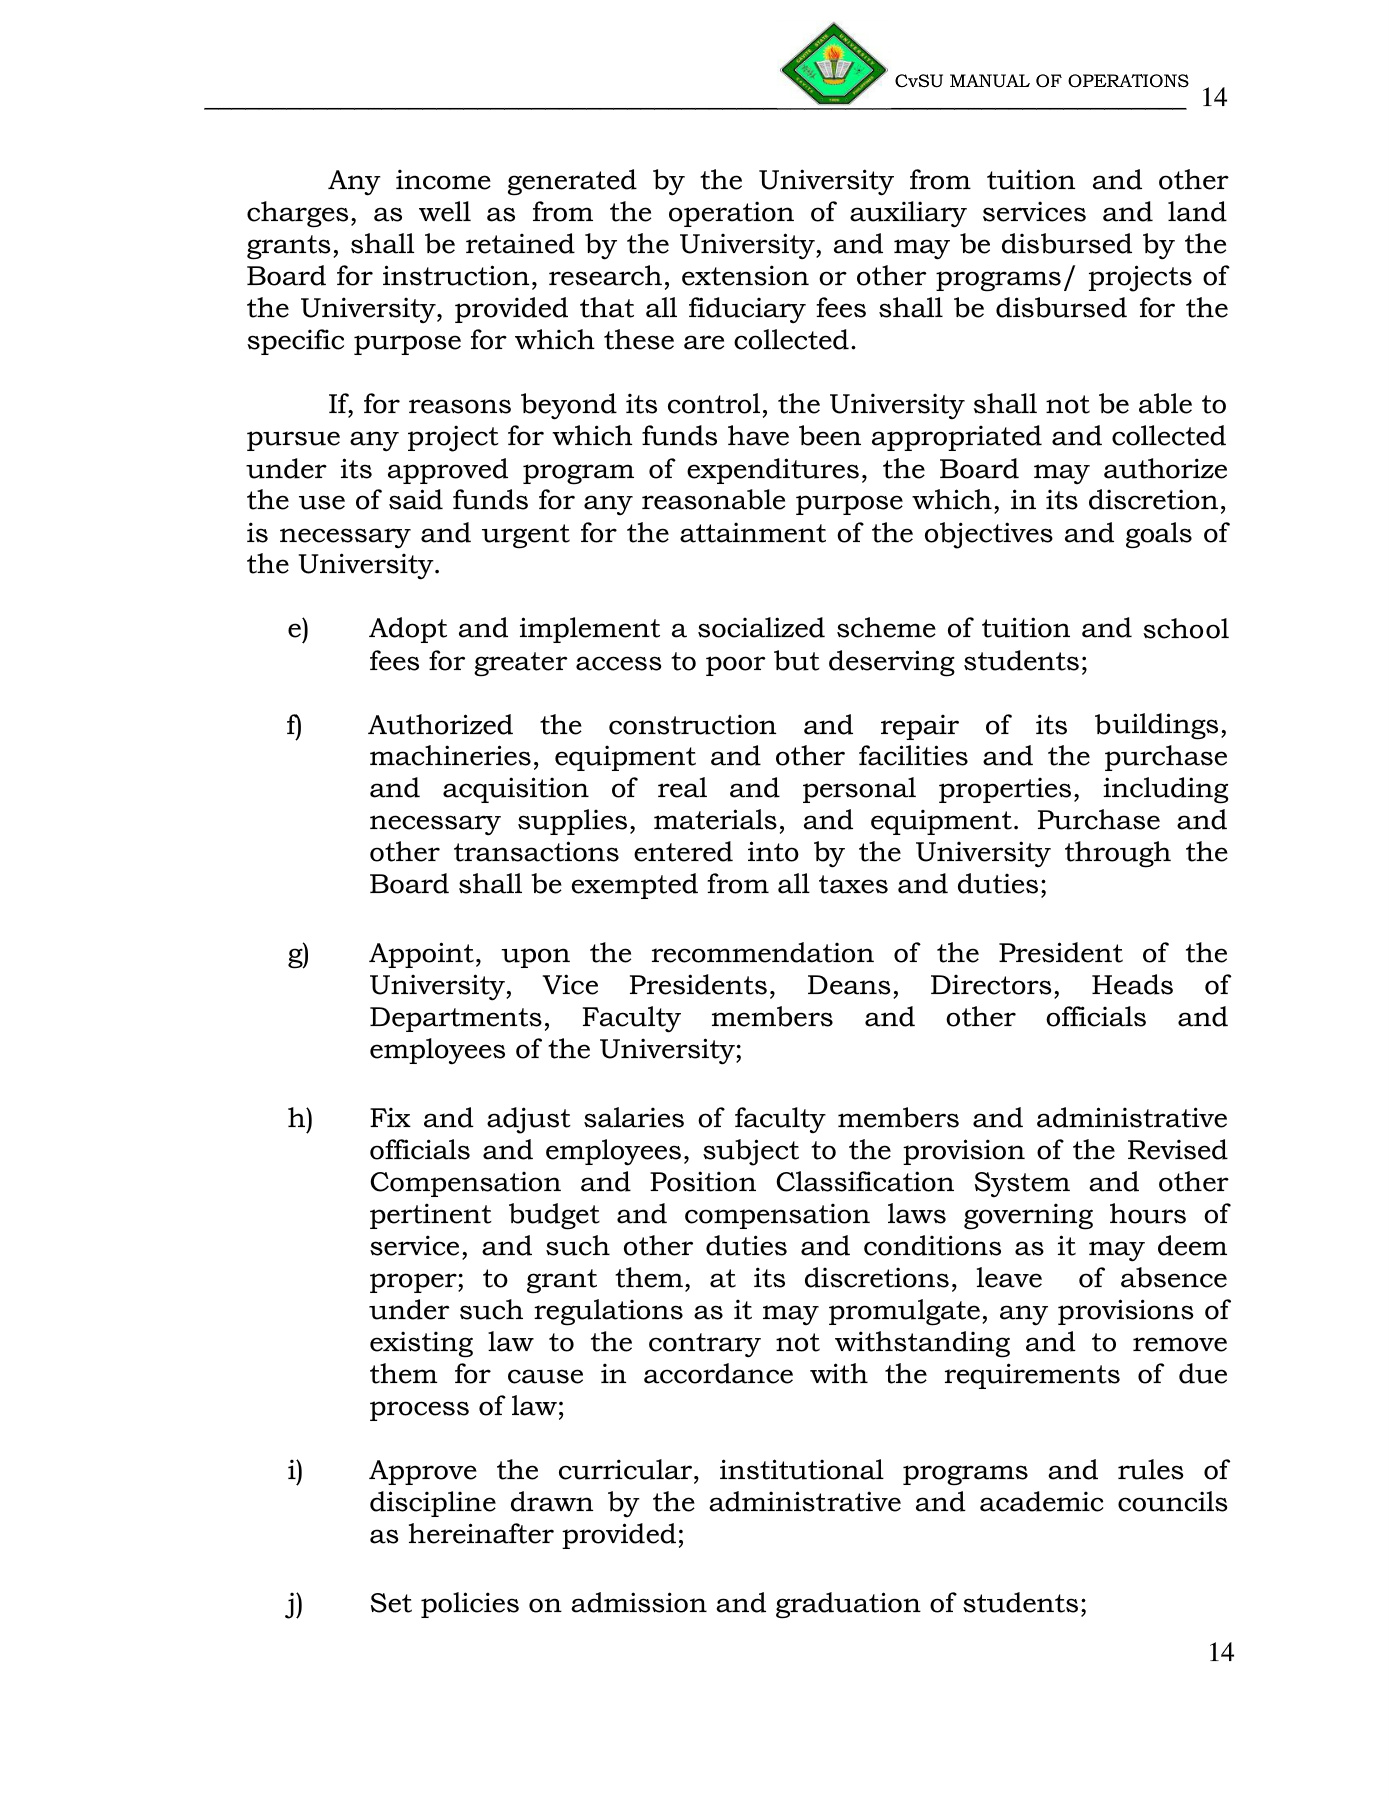 CvSU MANUAL OF OPERATIONS
14
Any income generated by the University from tuition and other
charges, as well as from the operation of auxiliary services and land
grants, shall be retained by the University, and may be disbursed by the
Board for instruction, research, extension or other programs/ projects of
the University, provided that all fiduciary fees shall be disbursed for the
specific purpose for which these are collected.
If, for reasons beyond its control, the University shall not be able to
pursue any project for which funds have been appropriated and collected
under its approved program of expenditures, the Board may authorize
the use of said funds for any reasonable purpose which, in its discretion,
is necessary and urgent for the attainment of the objectives and goals of
the University.
e) Adopt and implement a socialized scheme of tuition and school
fees for greater access to poor but deserving students;
f) Authorized the construction and repair of its buildings,
machineries, equipment and other facilities and the purchase
and acquisition of real and personal properties, including
necessary supplies, materials, and equipment. Purchase and
other transactions entered into by the University through the
Board shall be exempted from all taxes and duties;
g) Appoint, upon the recommendation of the President of the
University, Vice Presidents, Deans, Directors, Heads of
Departments, Faculty members and other officials and
employees of the University;
h) Fix and adjust salaries of faculty members and administrative
officials and employees, subject to the provision of the Revised
Compensation and Position Classification System and other
pertinent budget and compensation laws governing hours of
service, and such other duties and conditions as it may deem
proper; to grant them, at its discretions, leave of absence
under such regulations as it may promulgate, any provisions of
existing law to the contrary not withstanding and to remove
them for cause in accordance with the requirements of due
process of law;
i) Approve the curricular, institutional programs and rules of
discipline drawn by the administrative and academic councils
as hereinafter provided;
j) Set policies on admission and graduation of students;
14